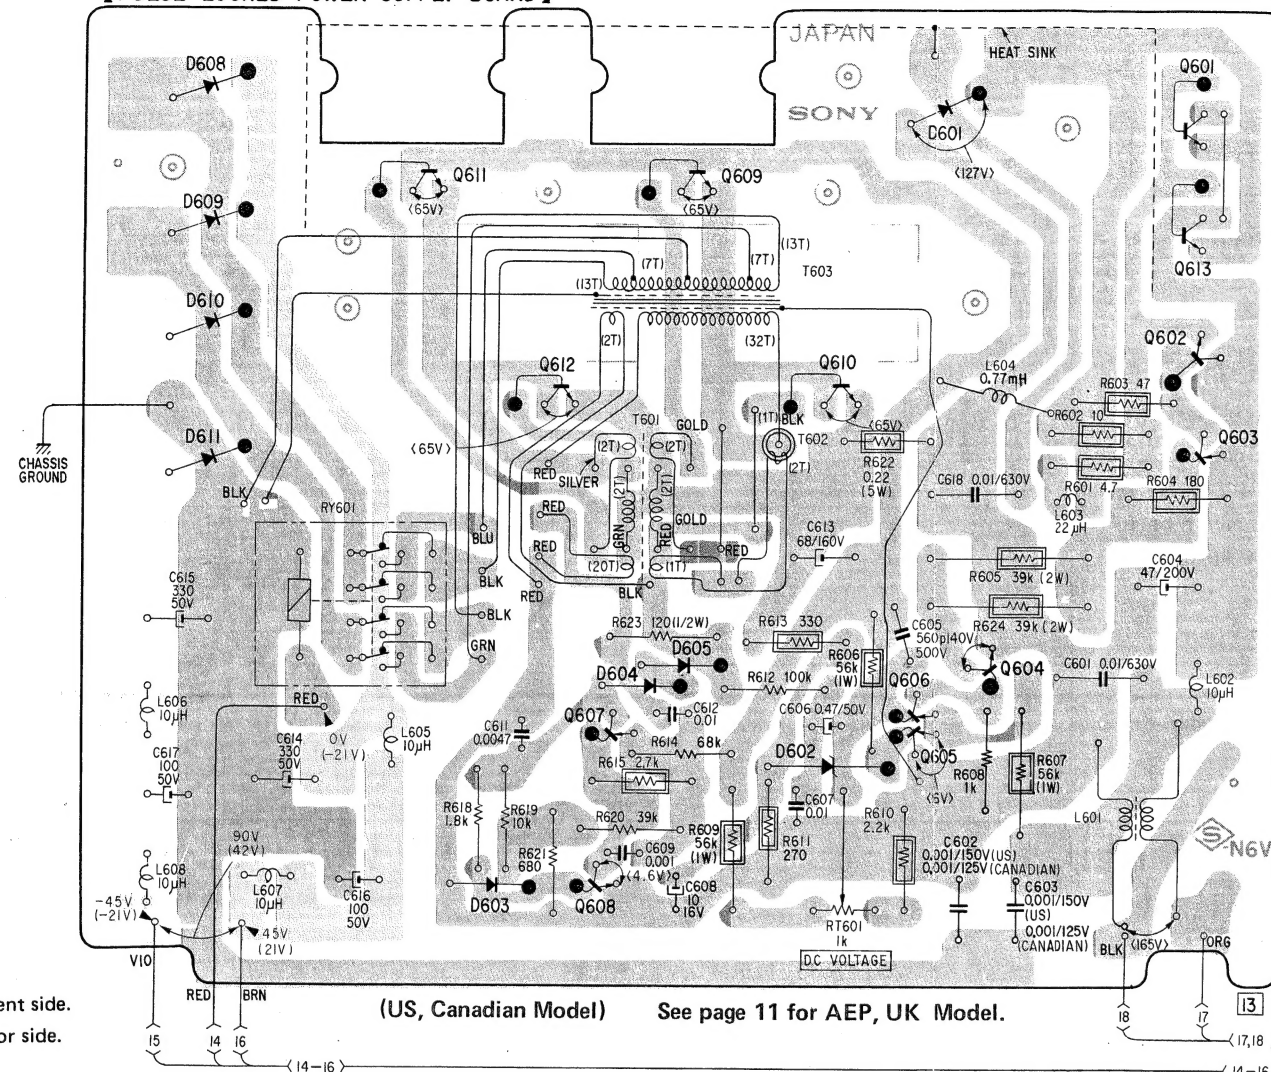 JAPAN
SONY
HEAT SINK
D608
D609
D610
D611
D601
⟨127V⟩
Q601
Q613
Q611
⟨65V⟩
Q609
⟨65V⟩
(13T)
(7T)
(7T)
(13T)
T603
(2T)
(32T)
Q612
Q610
⟨65V⟩
⟨65V⟩
Q602
Q603
L604
0.77mH
R603 47
R602 10
R601 4.7
R604 180
L603
22μH
C618 0.01/630V
R622
0.22
(5W)
T601
T602
(1T)
BLK
(2T)
GOLD
(2T)
(2T)
RED
SILVER
(2T)
(2T)
GOLD
RED
GRN
RED
RED
RED
(20T)
(1T)
RED
BLK
CHASSIS
GROUND
BLK
RY601
BLU
BLK
BLK
GRN
C615
330
50V
C613
68/160V
R605 39k (2W)
R624 39k (2W)
C604
47/200V
C605
560p/40V
500V
R623 120(1/2W)
R613 330
R606
56k
(1W)
D605
D604
R612 100k
C612
0.01
C606 0.47/50V
Q606
Q604
Q605
⟨6V⟩
C601 0.01/630V
L602
10μH
L606
10μH
RED
0V
(-21V)
L605
10μH
C611
0.0047
Q607
R614 68k
R615 2.7k
D602
R608
1k
R607
56k
(1W)
C617
100
50V
C614
330
50V
R618
1.8k
R619
10k
R620 39k
R621
680
C609
0.001
⟨4.6V⟩
R609
56k
(1W)
R611
270
C607
0.01
R610
2.2k
L601
N6V
C602
0.001/150V(US)
0.001/125V(CANADIAN)
C603
0.001/150V
(US)
0.001/125V
(CANADIAN)
90V
(42V)
L608
10μH
L607
10μH
C616
100
50V
D603
Q608
C608
10
16V
RT601
1k
D.C VOLTAGE
-45V
(-21V)
45V
(21V)
BLK
⟨165V⟩
ORG
V10
RED
BRN
ent side.
or side.
(US, Canadian Model) See page 11 for AEP, UK Model.
13
15
14
16
18
17
17,18
14-16
14-16